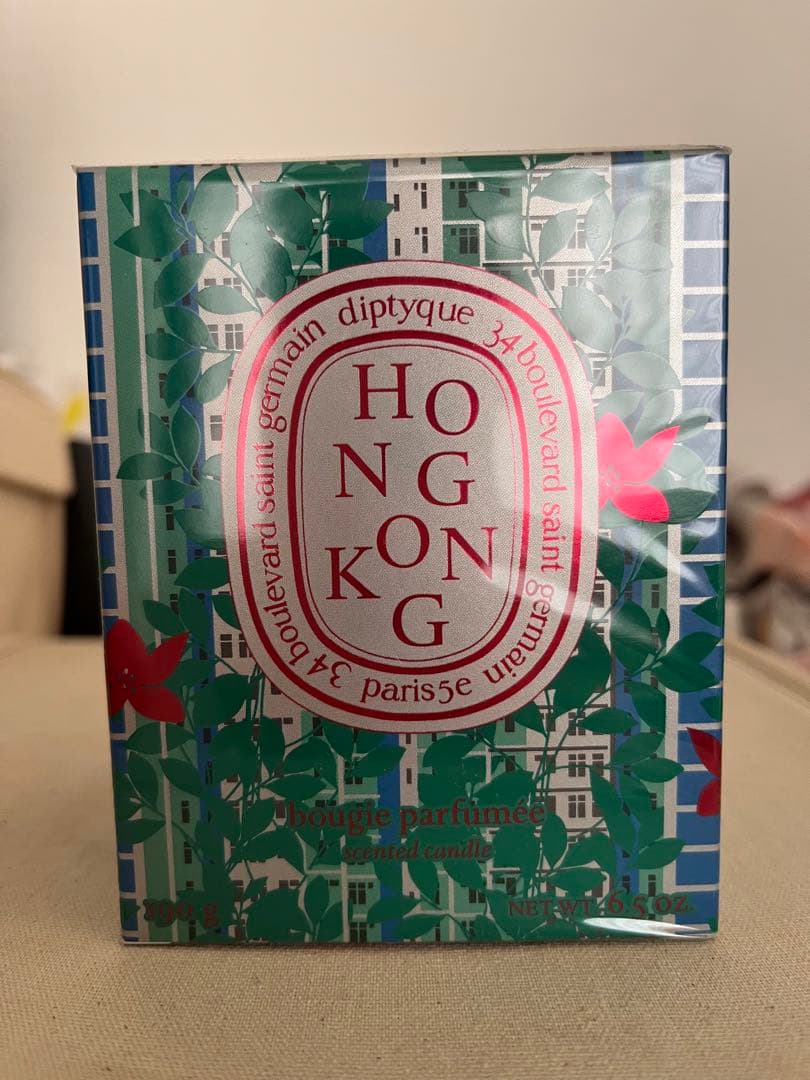 diptyque 34 boulevard saint germain paris5e 34 boulevard saint germain
HO
NG
KON
G
bougie parfumée
scented candle
190 g
NET WT. 6.5 OZ.